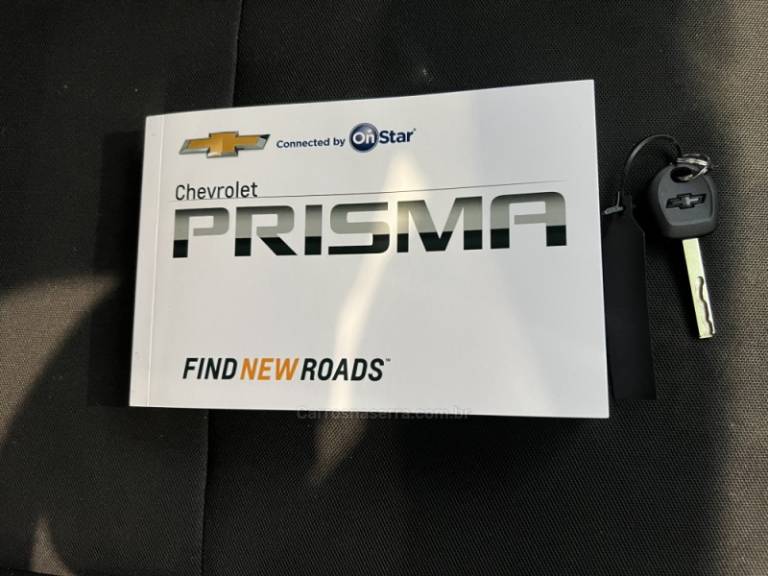 Connected by OnStar®
Chevrolet
PRISMA
FIND NEW ROADS™
Carrosnaserra.com.br